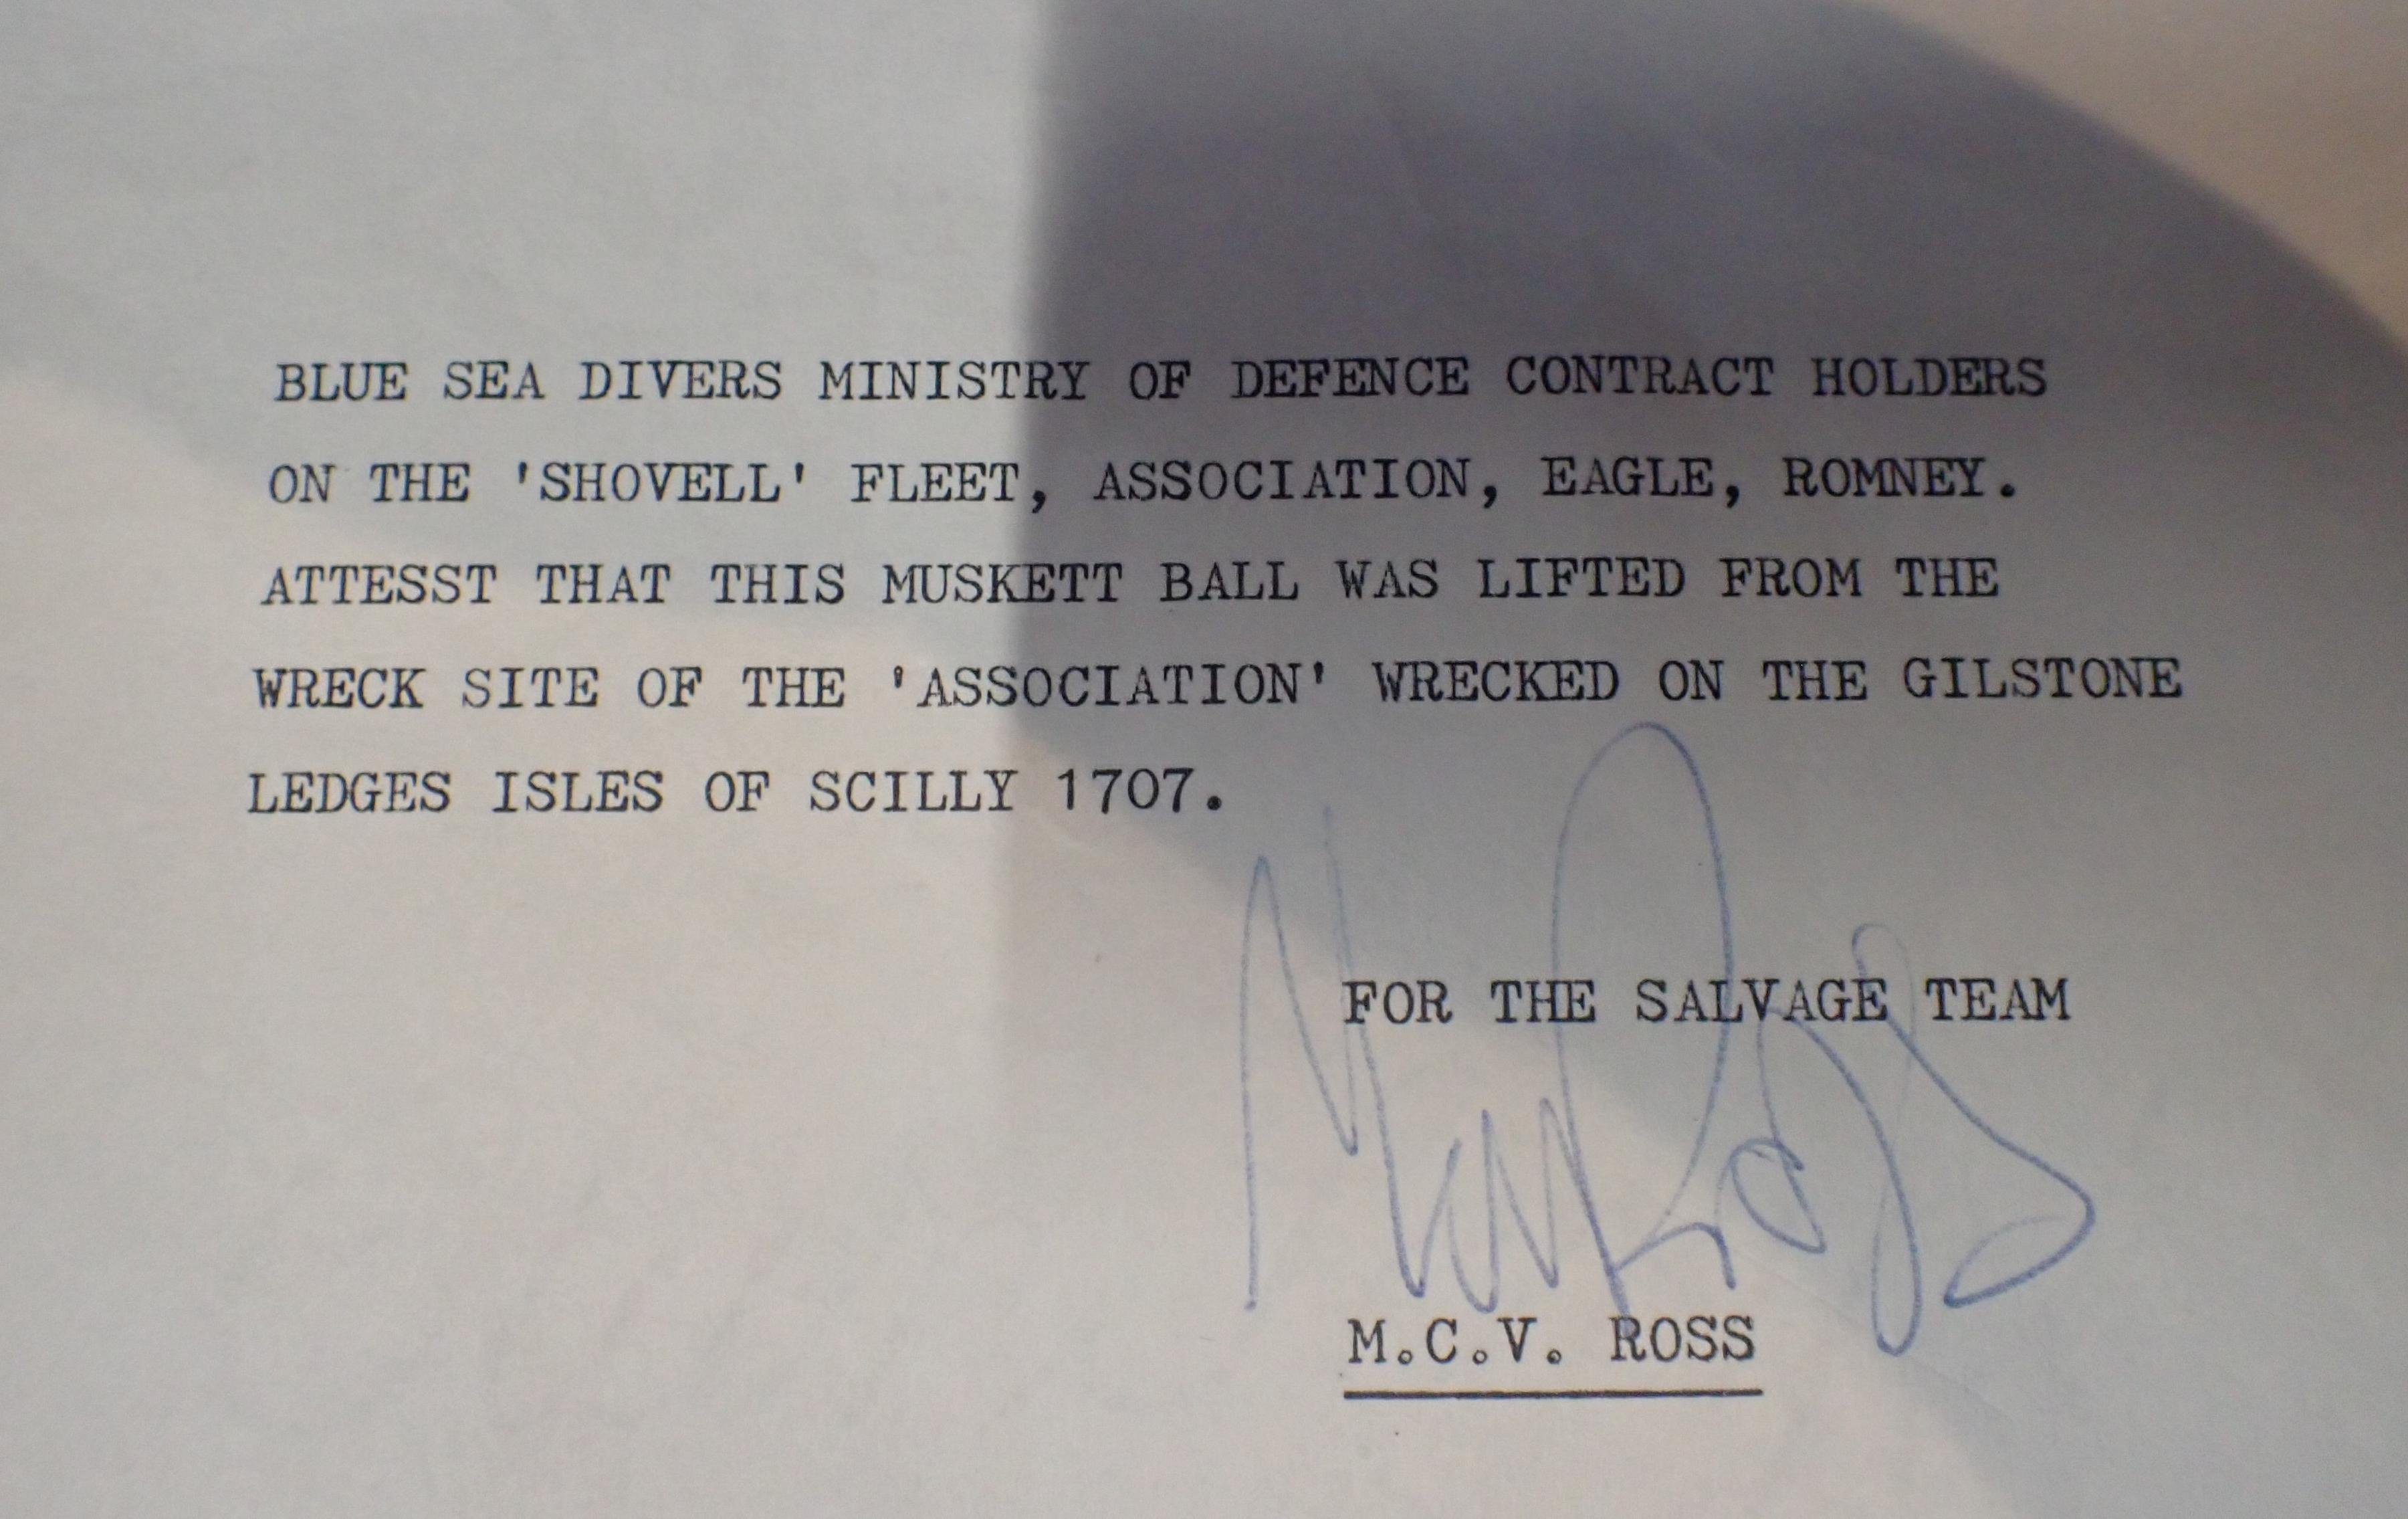 BLUE SEA DIVERS MINISTRY OF DEFENCE CONTRACT HOLDERS
ON THE 'SHOVELL' FLEET, ASSOCIATION, EAGLE, ROMNEY.
ATTESST THAT THIS MUSKETT BALL WAS LIFTED FROM THE
WRECK SITE OF THE 'ASSOCIATION' WRECKED ON THE GILSTONE
LEDGES ISLES OF SCILLY 1707.
FOR THE SALVAGE TEAM
M.C.V. ROSS